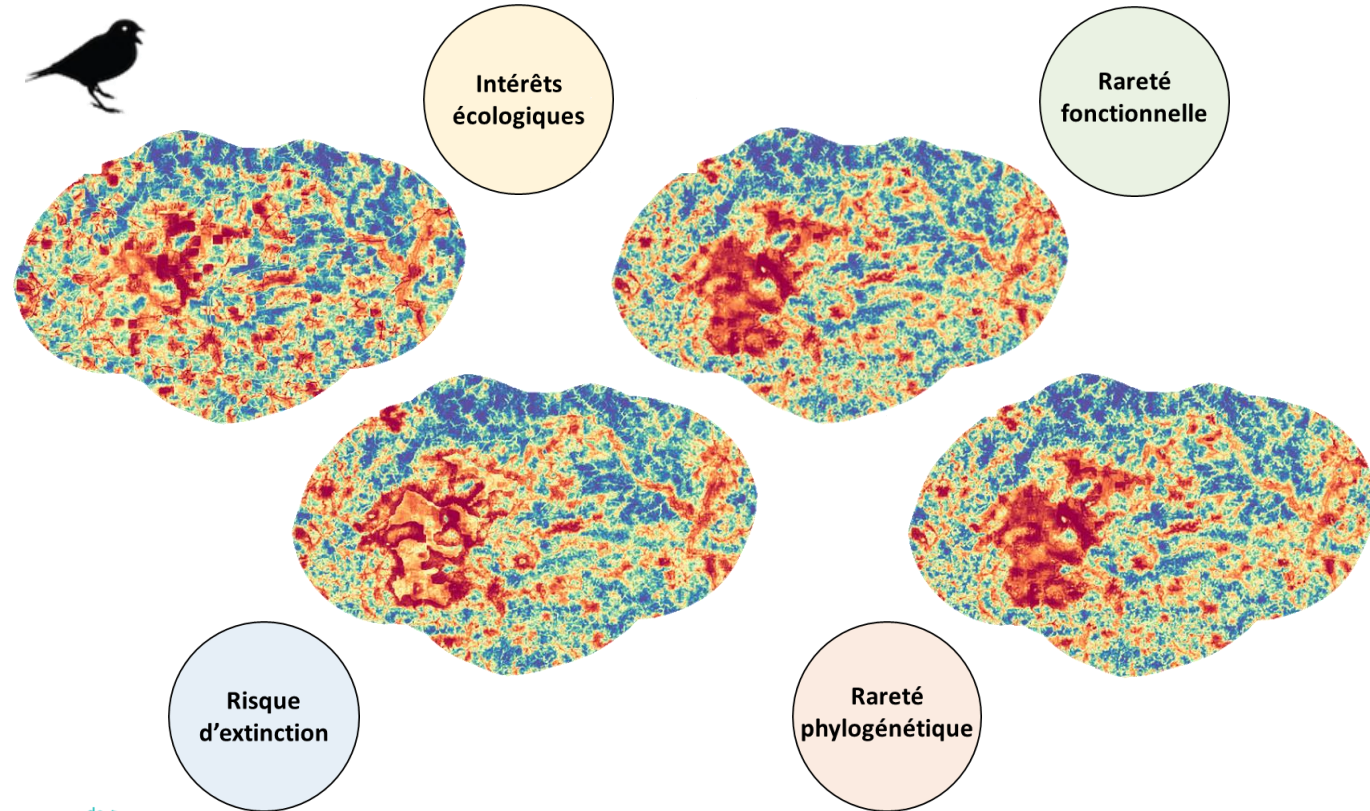 Intérêts
écologiques
Rareté
fonctionnelle
Risque
d’extinction
Rareté
phylogénétique